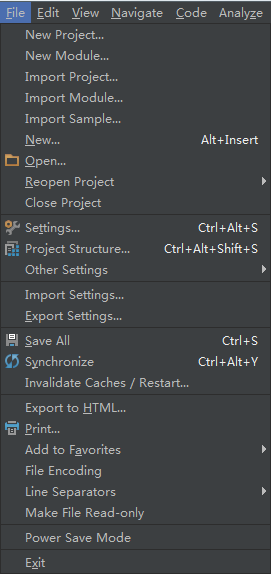 File Edit View Navigate Code Analyze
New Project...
New Module...
Import Project...
Import Module...
Import Sample...
New... Alt+Insert
Open...
Reopen Project
Close Project
Settings... Ctrl+Alt+S
Project Structure... Ctrl+Alt+Shift+S
Other Settings
Import Settings...
Export Settings...
Save All Ctrl+S
Synchronize Ctrl+Alt+Y
Invalidate Caches / Restart...
Export to HTML...
Print...
Add to Favorites
File Encoding
Line Separators
Make File Read-only
Power Save Mode
Exit